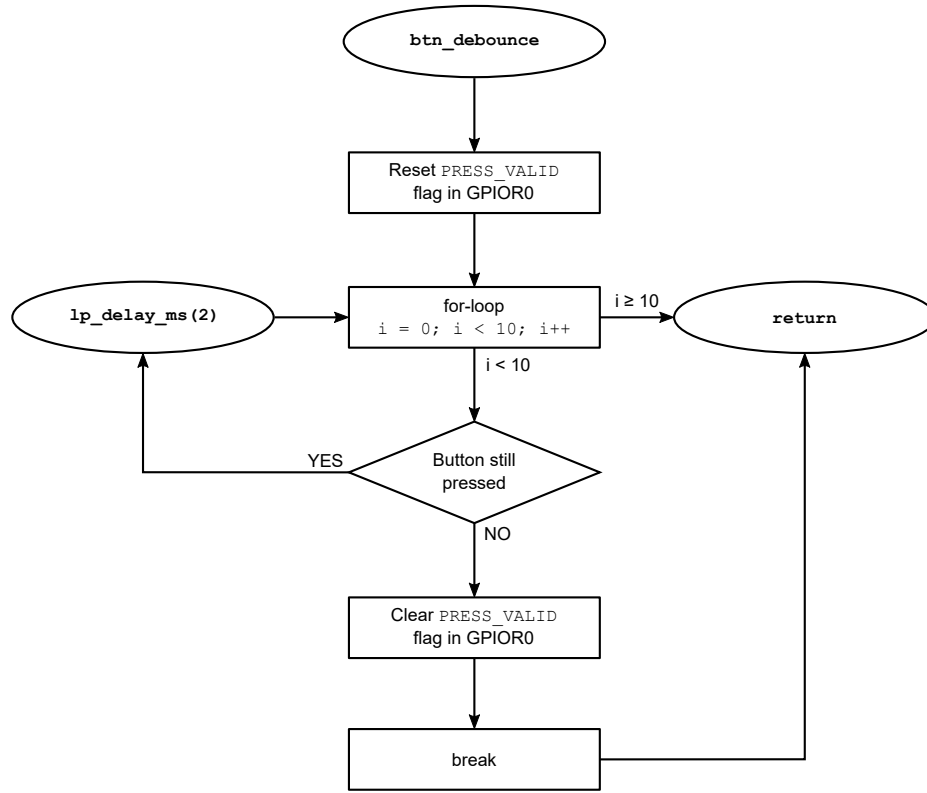 btn_debounce
Reset PRESS_VALID
flag in GPIOR0
lp_delay_ms(2)
for-loop
i = 0; i < 10; i++
i ≥ 10
return
i < 10
YES
Button still
pressed
NO
Clear PRESS_VALID
flag in GPIOR0
break